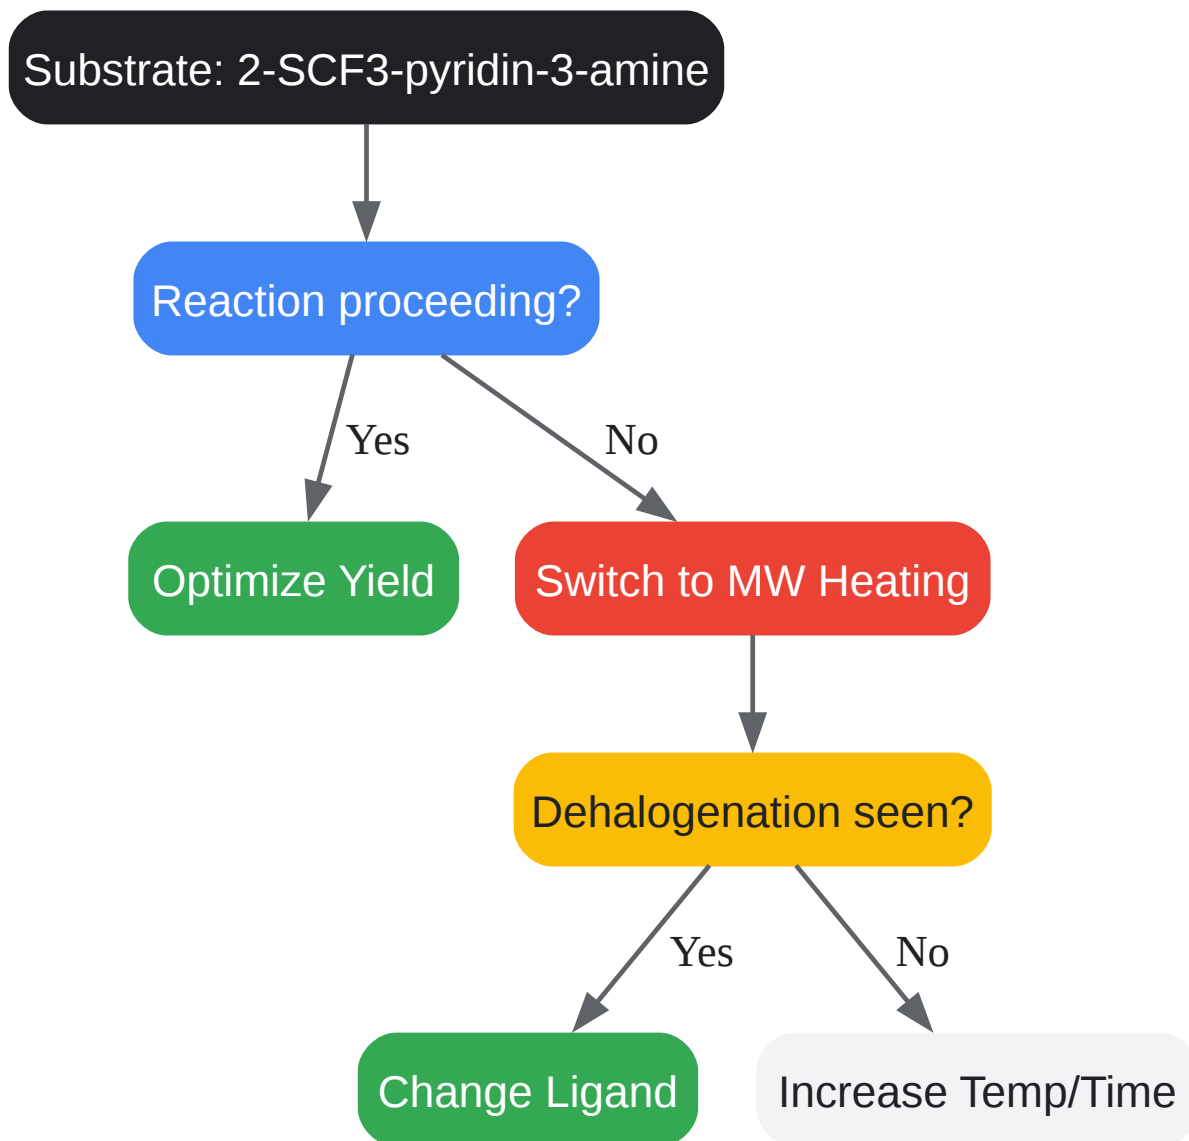 Substrate: 2-SCF3-pyridin-3-amine
Reaction proceeding?
Yes
No
Optimize Yield
Switch to MW Heating
Dehalogenation seen?
Yes
No
Change Ligand
Increase Temp/Time